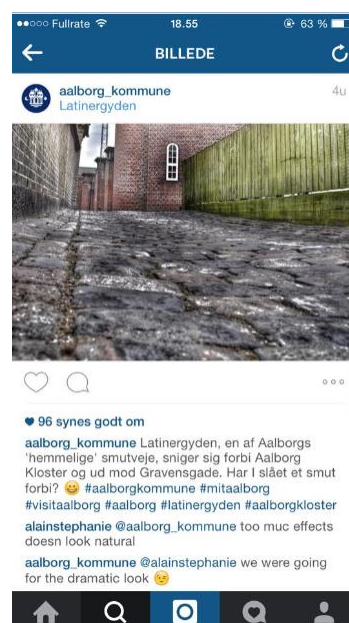 Fullrate 18.55 63 %
BILLEDE
aalborg_kommune 4u
Latinergyden
96 synes godt om
aalborg_kommune Latinergyden, en af Aalborgs
'hemmelige' smutveje, sniger sig forbi Aalborg
Kloster og ud mod Gravensgade. Har I slået et smut
forbi? 😀 #aalborgkommune #mitaalborg
#visitaalborg #aalborg #latinergyden #aalborgkloster
alainstephanie @aalborg_kommune too muc effects
doesn look natural
aalborg_kommune @alainstephanie we were going
for the dramatic look 😉